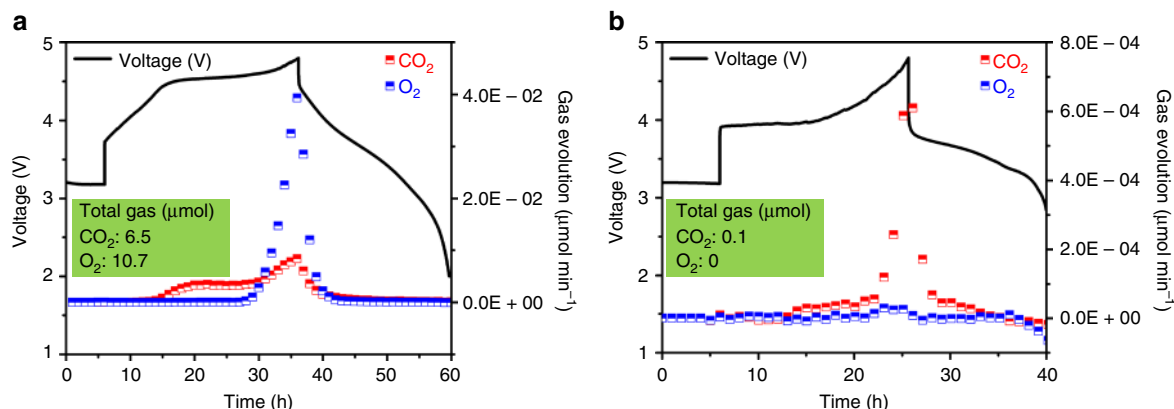 a
Voltage (V)
CO₂
O₂
Total gas (μmol)
CO₂: 6.5
O₂: 10.7
5
4
3
2
1
Voltage (V)
4.0E − 02
2.0E − 02
0.0E + 00
Gas evolution (μmol min⁻¹)
0 10 20 30 40 50 60
Time (h)
b
Voltage (V)
CO₂
O₂
Total gas (μmol)
CO₂: 0.1
O₂: 0
5
4
3
2
1
Voltage (V)
8.0E − 04
6.0E − 04
4.0E − 04
2.0E − 04
0.0E + 00
Gas evolution (μmol min⁻¹)
0 10 20 30 40
Time (h)